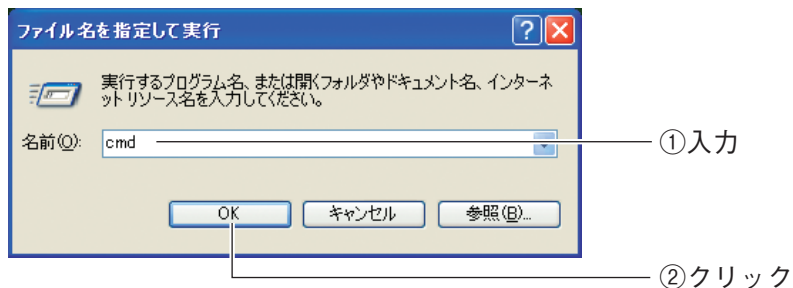 ファイル名を指定して実行
実行するプログラム名、または開くフォルダやドキュメント名、インターネ
ット リソース名を入力してください。
名前(O):
cmd
①入力
OK
キャンセル
参照(B)...
②クリック